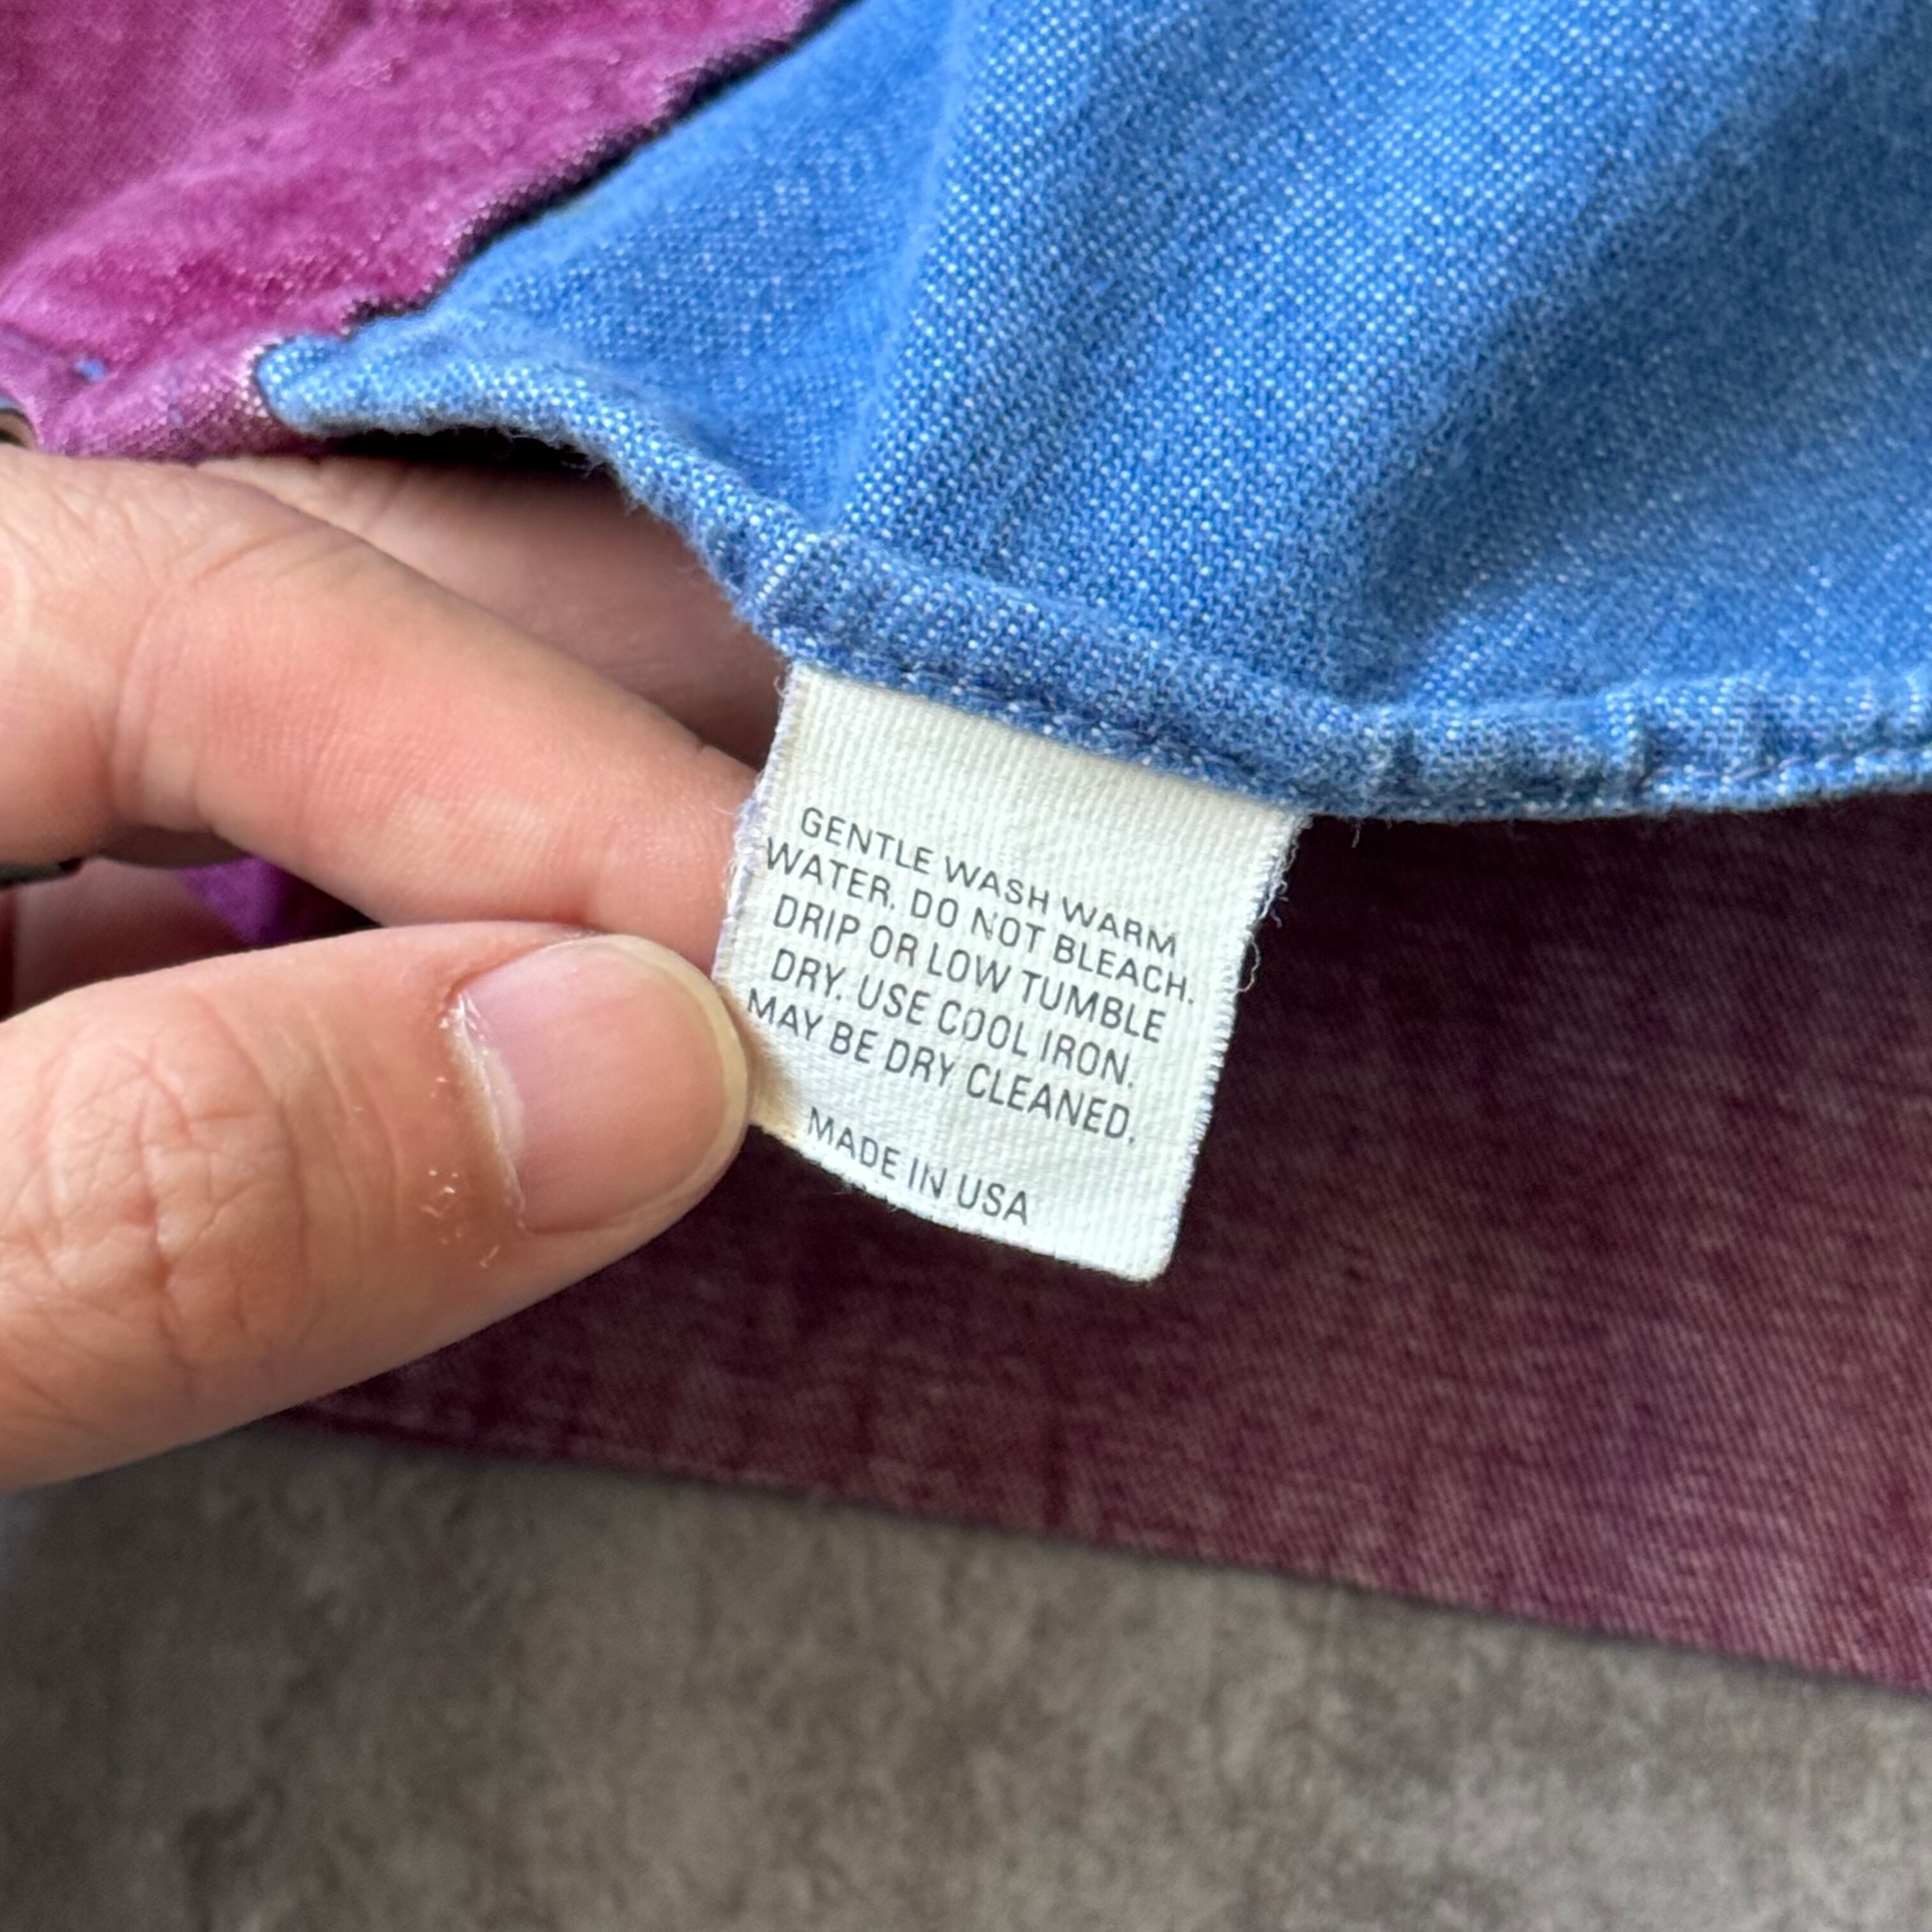 GENTLE WASH WARM
WATER. DO NOT BLEACH.
DRIP OR LOW TUMBLE
DRY. USE COOL IRON.
MAY BE DRY CLEANED.
MADE IN USA